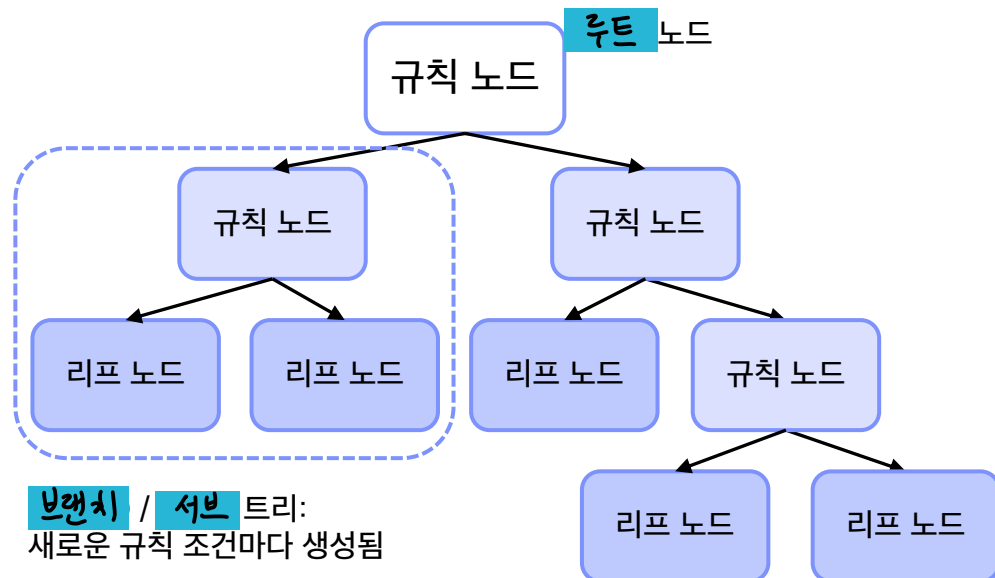 루트 노드
규칙 노드
규칙 노드
규칙 노드
리프 노드
리프 노드
리프 노드
규칙 노드
리프 노드
리프 노드
브랜치 / 서브 트리:
새로운 규칙 조건마다 생성됨